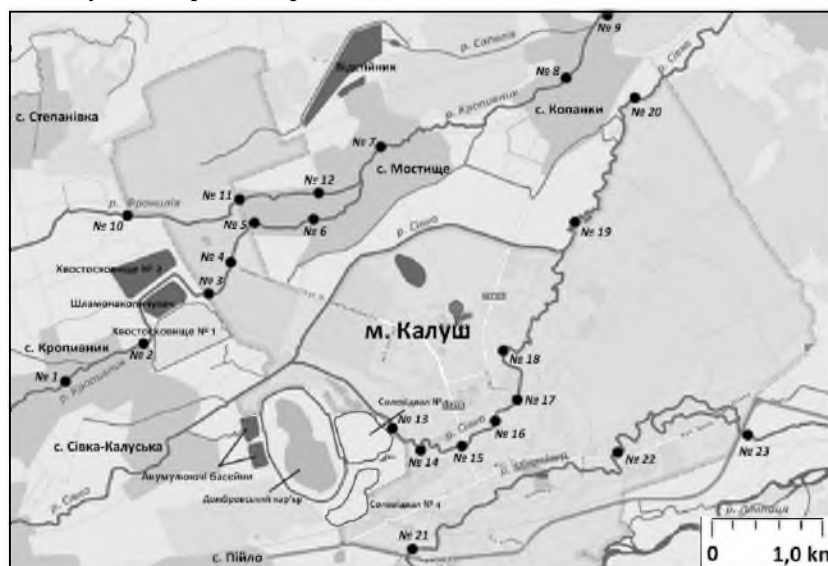 № 9
р. Сапогів
р. Сівка
Відстійник
№ 8
р. Кропивник
№ 20
с. Копанки
с. Степанівка
№ 7
с. Мостище
№ 11
№ 12
р. Фрунилів
№ 5
№ 6
р. Сівка
№ 19
№ 10
№ 4
Хвостосховище № 2
№ 3
Шламонакопичувач
м. Калуш
Хвостосховище № 1
с. Кропивник
№ 2
№ 18
№ 1
р. Кропивник
№ 17
Солевідвал №
№ 13
р. Сівка
№ 16
с. Сівка-Калуська
№ 14
№ 15
№ 22
№ 23
Акумулюючі басейни
Домбровський кар'єр
Солевідвал № 4
р. Сівка
№ 21
с. Пійло
0 1,0 km